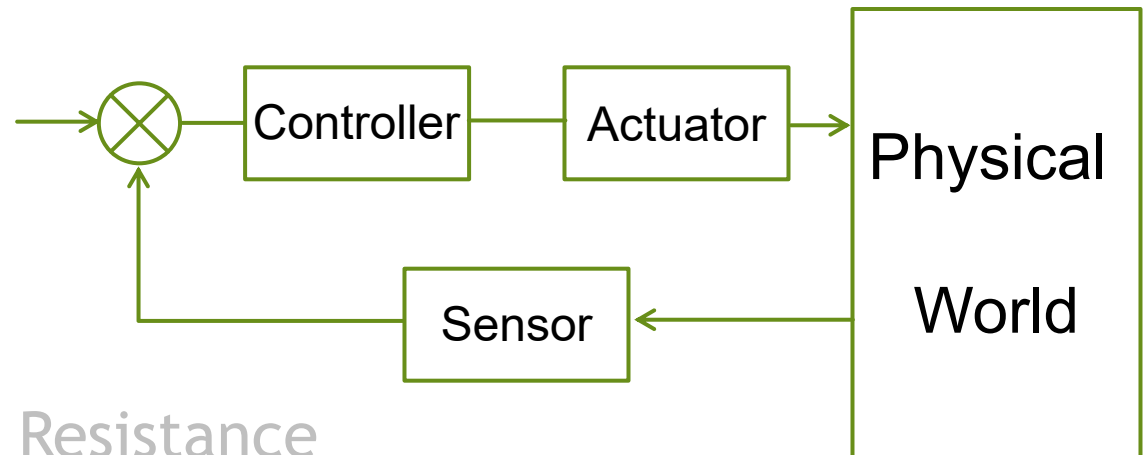 Controller
Actuator
Physical
World
Sensor
Resistance